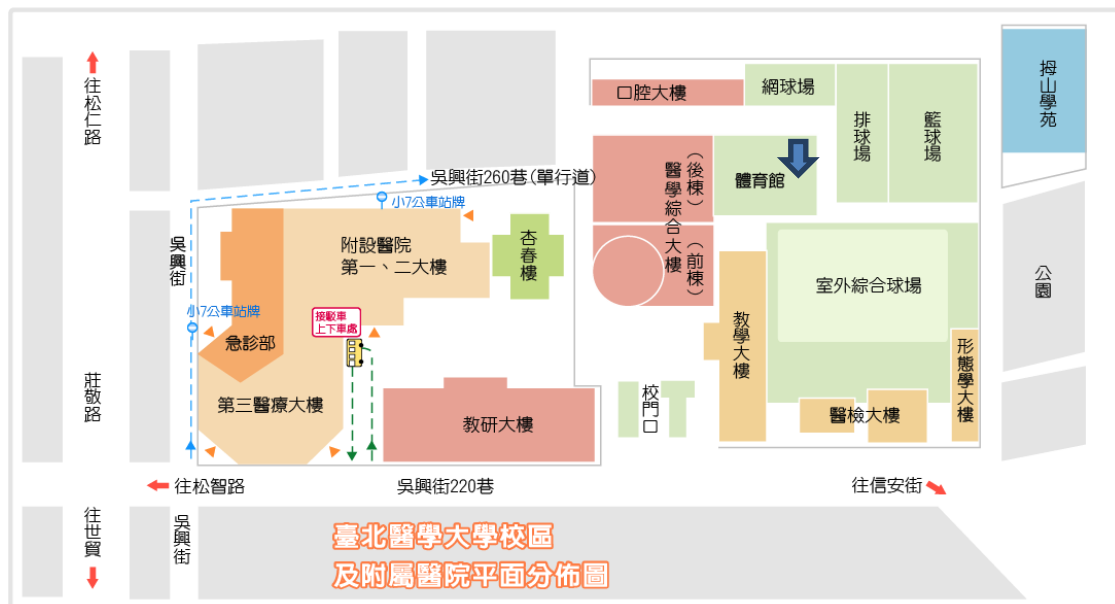 往松仁路
口腔大樓
網球場
排球場
籃球場
拇山學苑
吳興街260巷(單行道)
小7公車站牌
醫學綜合大樓
(後棟)
(前棟)
體育館
吳興街
附設醫院
第一、二大樓
杏春樓
室外綜合球場
公園
小7公車站牌
接駁車
上下車處
急診部
教學大樓
形態學大樓
莊敬路
第三醫療大樓
教研大樓
校門口
醫檢大樓
往松智路
吳興街220巷
往信安街
往世貿
吳興街
臺北醫學大學校區
及附屬醫院平面分佈圖